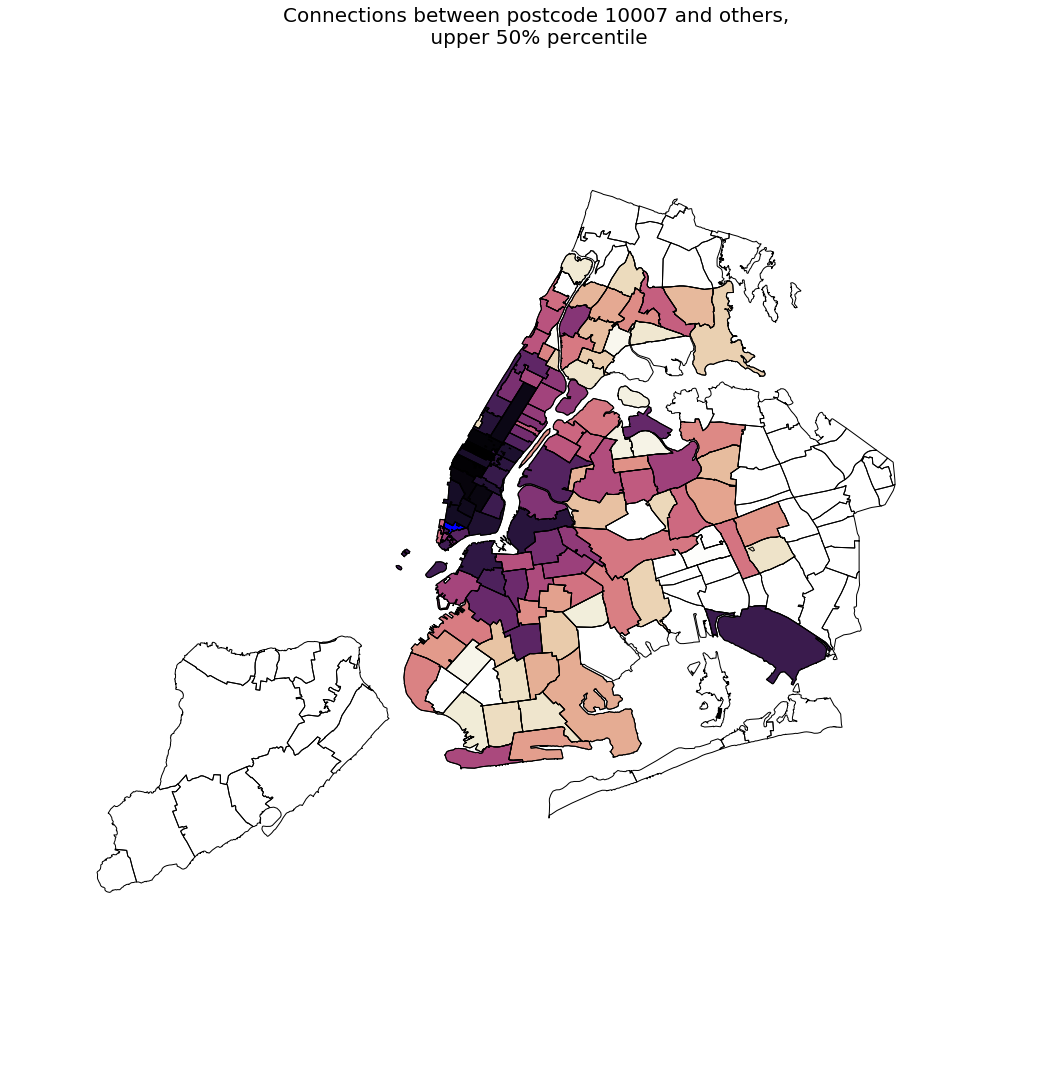 Connections between postcode 10007 and others,
upper 50% percentile